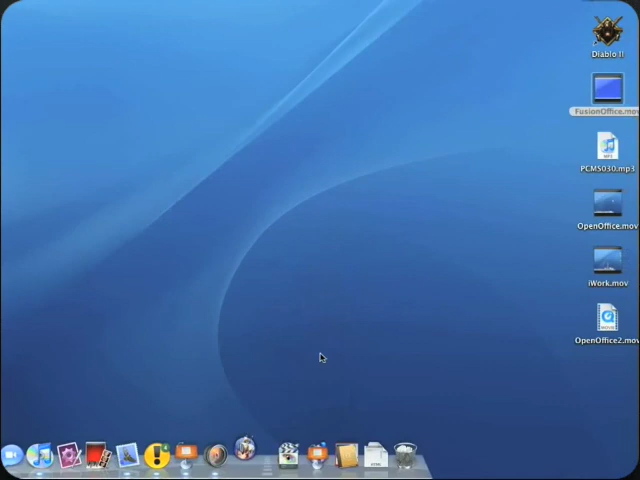 Diablo II
FusionOffice.mov
PCMS030.mp3
OpenOffice.mov
iWork.mov
OpenOffice2.mov